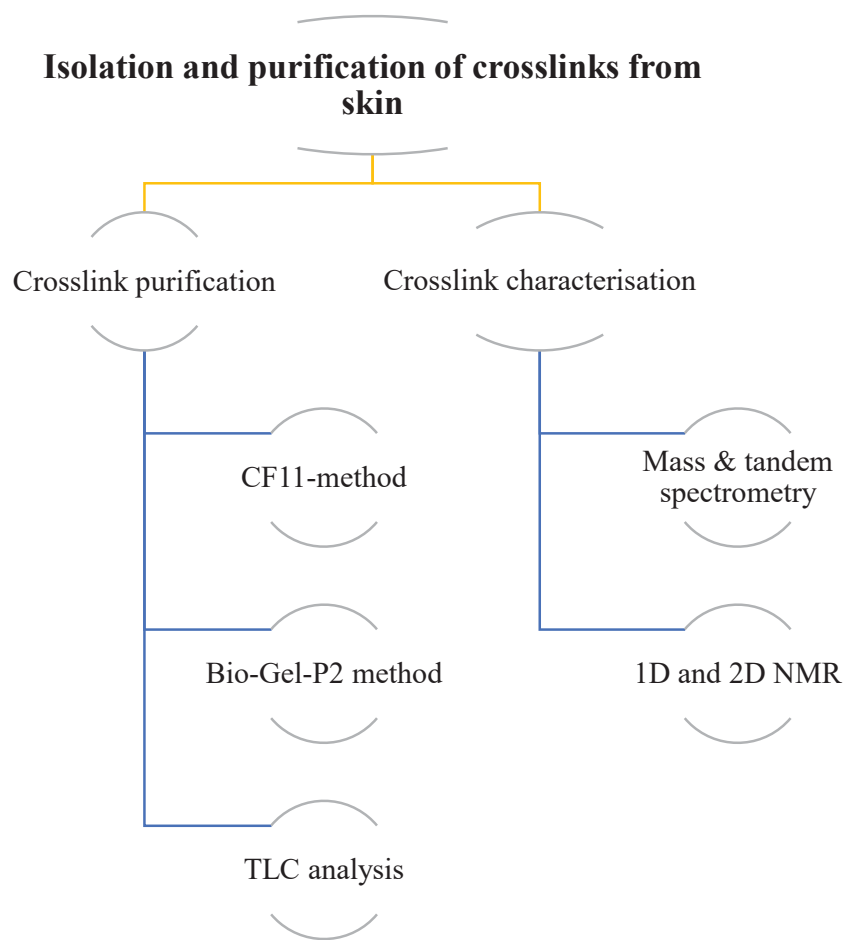 Isolation and purification of crosslinks from
skin
Crosslink purification
Crosslink characterisation
CF11-method
Mass & tandem
spectrometry
Bio-Gel-P2 method
1D and 2D NMR
TLC analysis